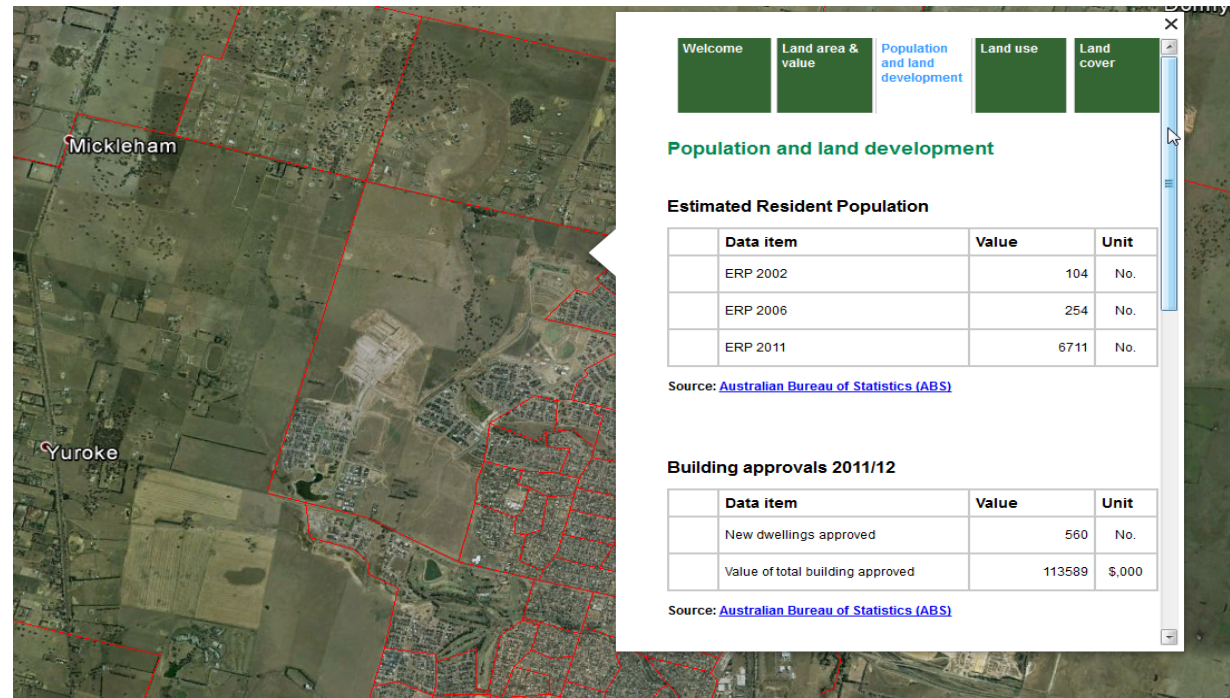 Mickleham
Yuroke
Welcome
Land area &
value
Population
and land
development
Land use
Land
cover
Population and land development
Estimated Resident Population
Data item Value Unit
ERP 2002 104 No.
ERP 2006 254 No.
ERP 2011 6711 No.
Source: Australian Bureau of Statistics (ABS)
Building approvals 2011/12
Data item Value Unit
New dwellings approved 560 No.
Value of total building approved 113589 $,000
Source: Australian Bureau of Statistics (ABS)